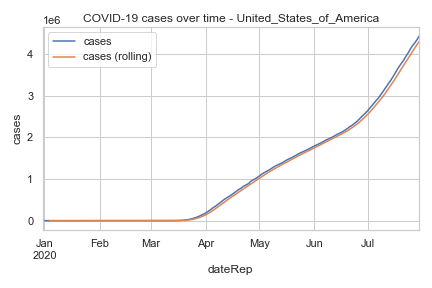 COVID-19 cases over time - United_States_of_America
1e6
cases
cases (rolling)
4
3
2
1
0
cases
Jan
2020
Feb
Mar
Apr
May
Jun
Jul
dateRep